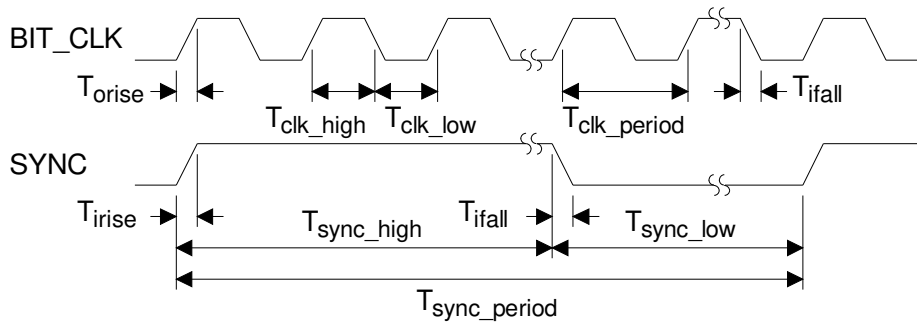 BIT_CLK
Torise
Tifall
Tclk_high
Tclk_low
Tclk_period
SYNC
Tirise
Tsync_high
Tifall
Tsync_low
Tsync_period